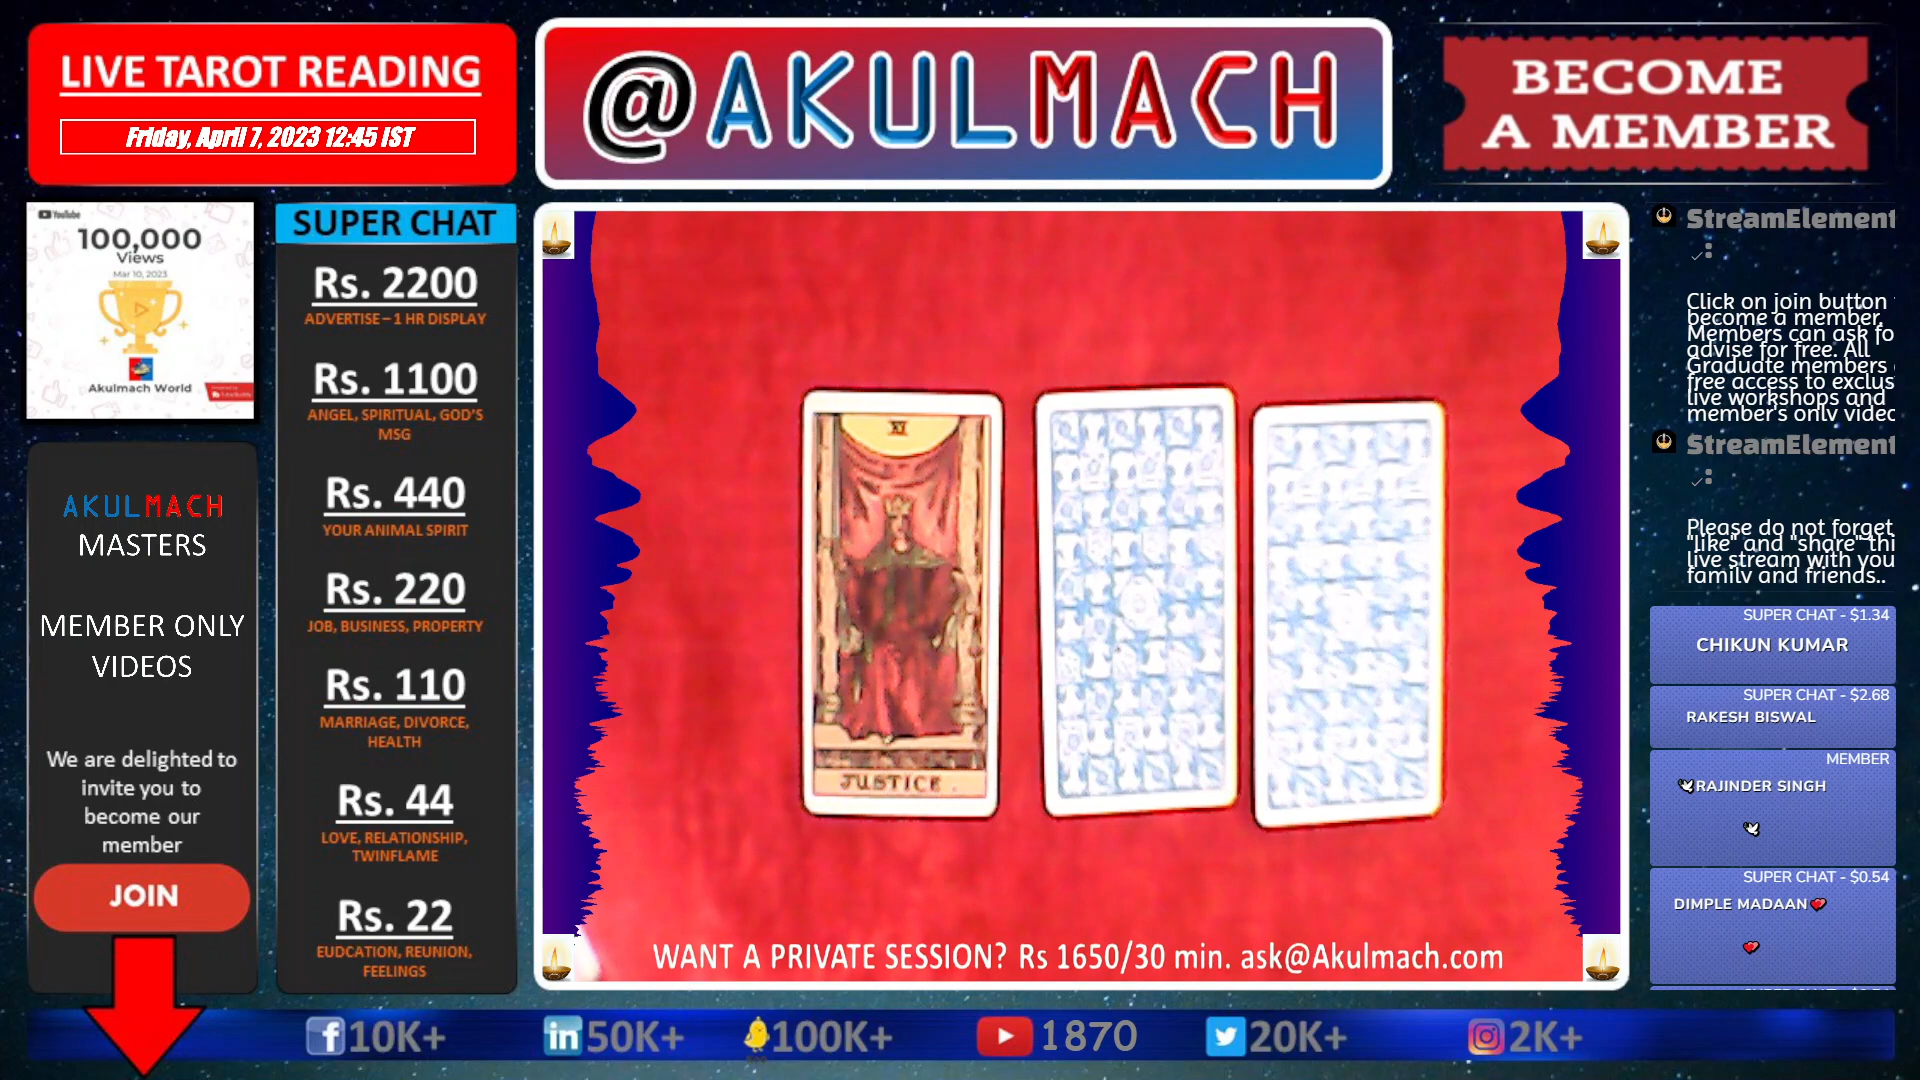 LIVE TAROT READING
Friday, April 7, 2023 12:45 IST
@AKULMACH
BECOME
A MEMBER
YouTube
100,000
Views
Mar 10, 2023
Akulmach World
AKULMACH
MASTERS
MEMBER ONLY
VIDEOS
We are delighted to
invite you to
become our
member
JOIN
SUPER CHAT
Rs. 2200
ADVERTISE – 1 HR DISPLAY
Rs. 1100
ANGEL, SPIRITUAL, GOD'S
MSG
Rs. 440
YOUR ANIMAL SPIRIT
Rs. 220
JOB, BUSINESS, PROPERTY
Rs. 110
MARRIAGE, DIVORCE,
HEALTH
Rs. 44
LOVE, RELATIONSHIP,
TWINFLAME
Rs. 22
EUDCATION, REUNION,
FEELINGS
XI
JUSTICE
WANT A PRIVATE SESSION? Rs 1650/30 min. ask@Akulmach.com
StreamElement
Click on join button
become a member.
Members can ask fo
advise for free. All
Graduate members
free access to exclus
live workshops and
member's only videc
StreamElement
Please do not forget
"like" and "share" thi
live stream with you
family and friends..
SUPER CHAT - $1.34
CHIKUN KUMAR
SUPER CHAT - $2.68
RAKESH BISWAL
MEMBER
RAJINDER SINGH
SUPER CHAT - $0.54
DIMPLE MADAAN
10K+
50K+
100K+
1870
20K+
2K+